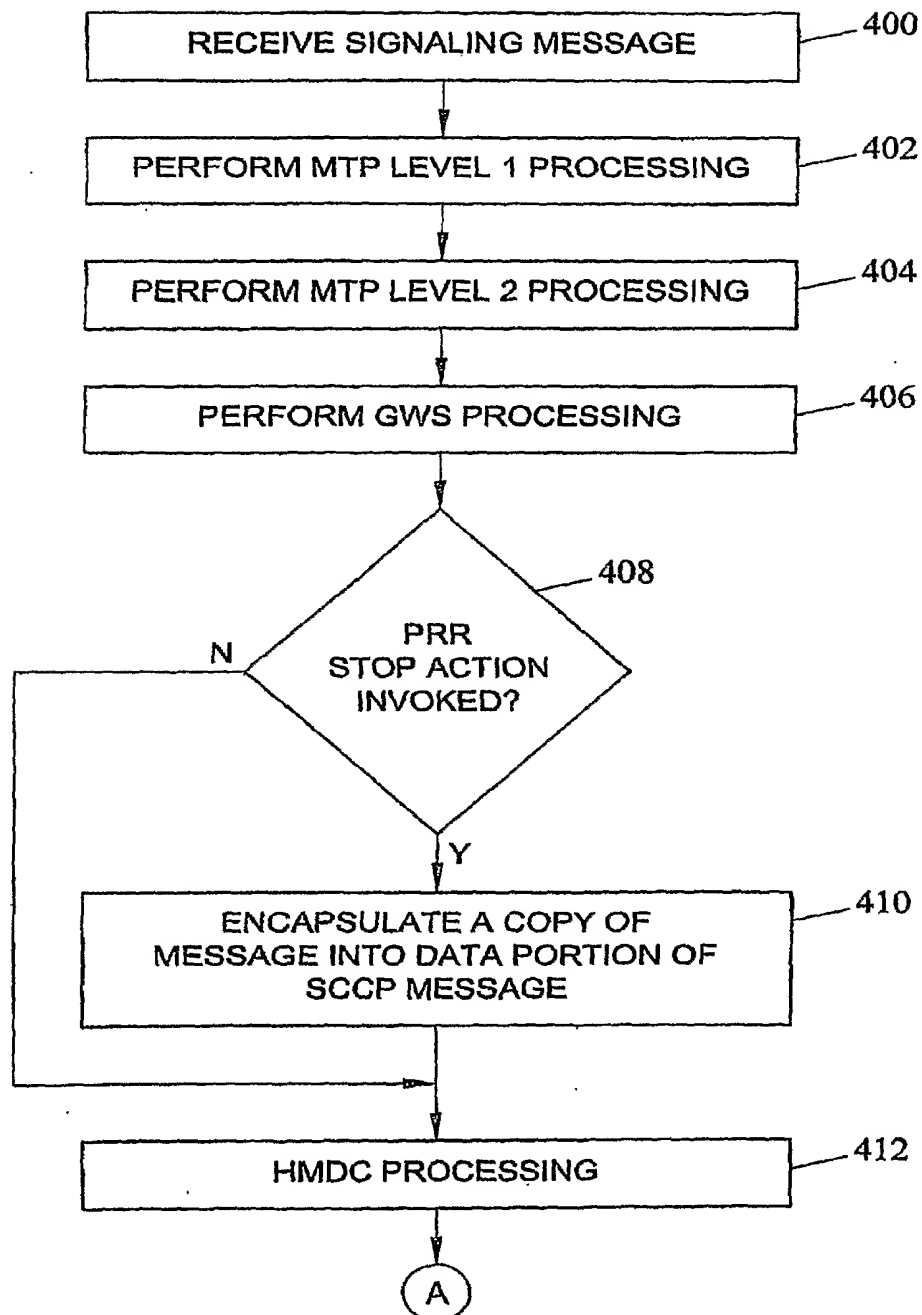 RECEIVE SIGNALING MESSAGE
400
PERFORM MTP LEVEL 1 PROCESSING
402
PERFORM MTP LEVEL 2 PROCESSING
404
PERFORM GWS PROCESSING
406
408
PRR
STOP ACTION
INVOKED?
N
Y
ENCAPSULATE A COPY OF
MESSAGE INTO DATA PORTION OF
SCCP MESSAGE
410
HMDC PROCESSING
412
A